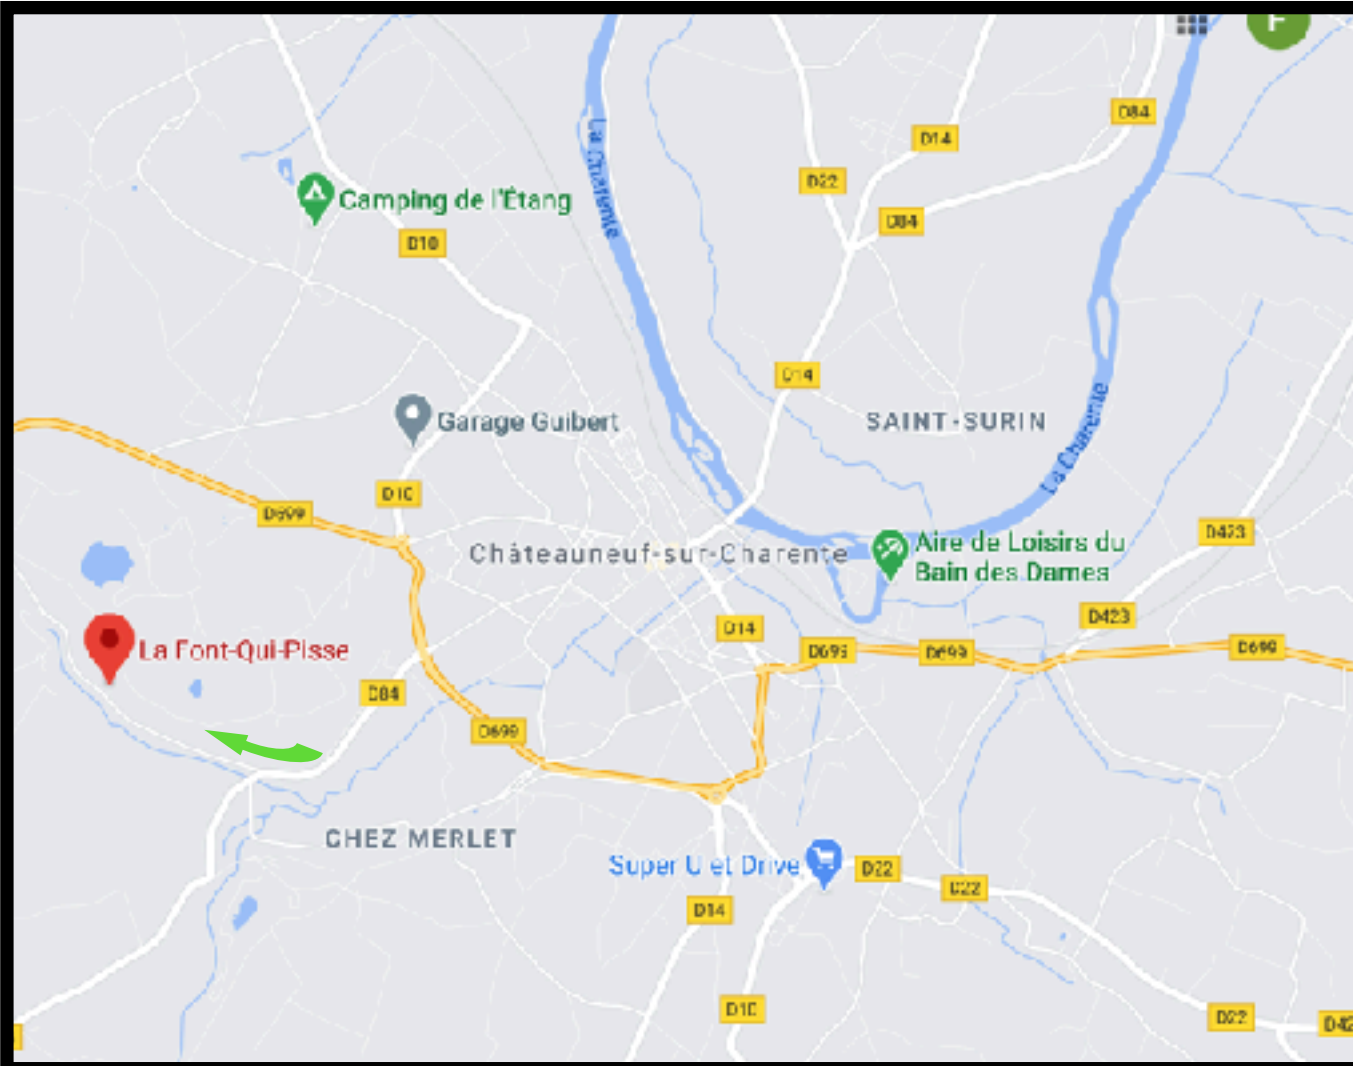 F
D84
D14
D22
La Charente
Camping de l'Étang
D84
D10
D14
Garage Guibert
SAINT-SURIN
La Charente
D10
D699
D423
Châteauneuf-sur-Charente
Aire de Loisirs du
Bain des Dames
D423
D14
La Font-Qui-Pisse
D699
D699
D699
D84
D699
CHEZ MERLET
Super U et Drive
D22
D22
D14
D10
D22